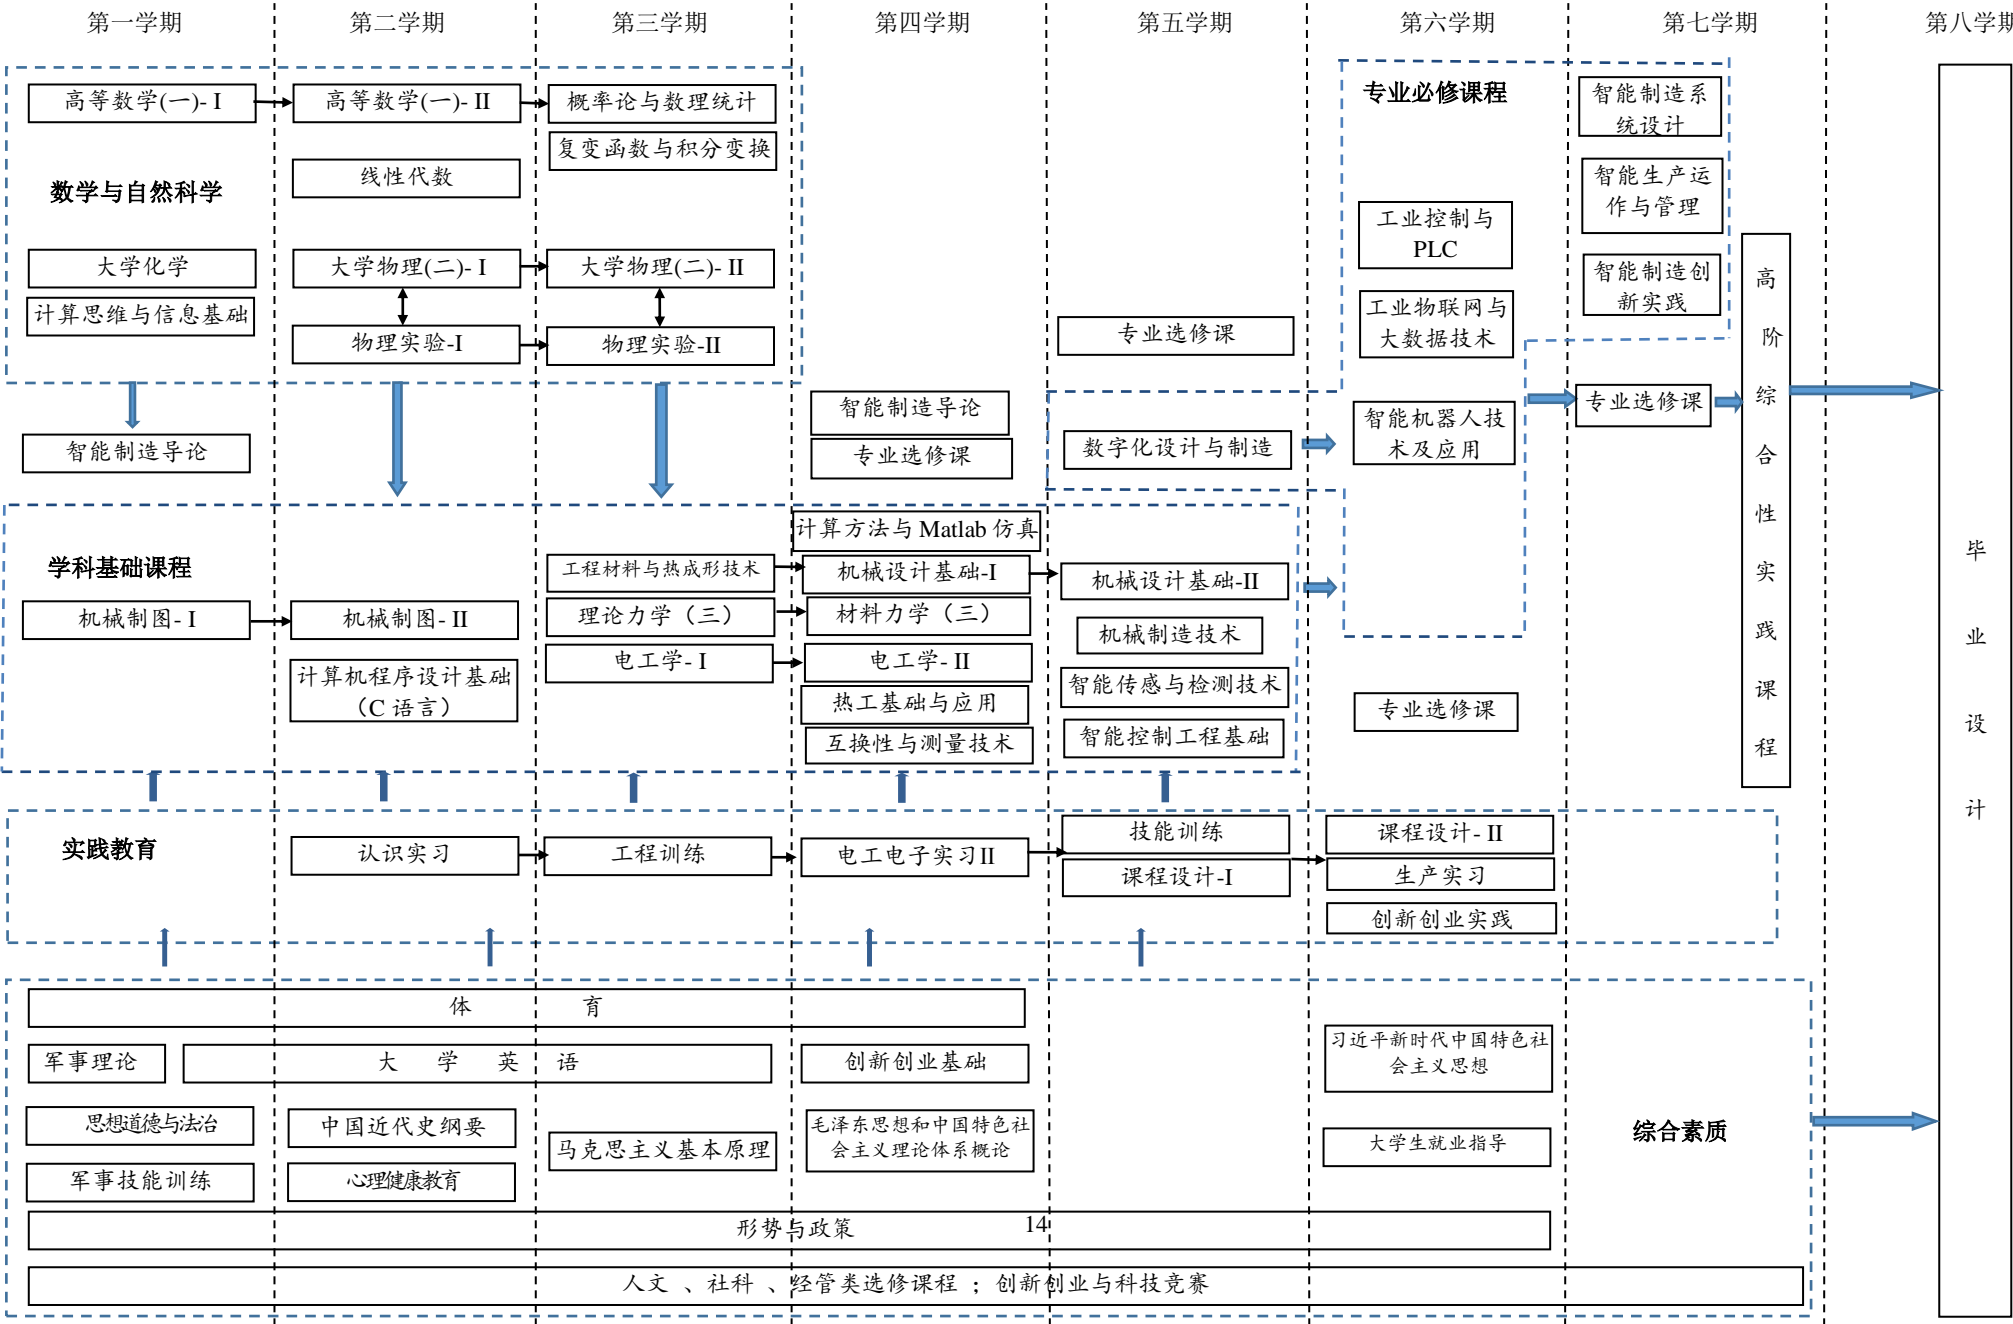 第一学期
第二学期
第三学期
第四学期
第五学期
第六学期
第七学期
第八学期
高等数学(一)- I
高等数学(一)- II
概率论与数理统计
复变函数与积分变换
线性代数
数学与自然科学
大学化学
大学物理(二)- I
大学物理(二)- II
计算思维与信息基础
物理实验-I
物理实验-II
专业必修课程
智能制造系
统设计
智能生产运
作与管理
工业控制与
PLC
智能制造创
新实践
工业物联网与
大数据技术
专业选修课
智能制造导论
智能制造导论
专业选修课
数字化设计与制造
智能机器人技
术及应用
专业选修课
高
阶
综
合
性
实
践
课
程
毕
业
设
计
学科基础课程
计算方法与 Matlab 仿真
工程材料与热成形技术
机械设计基础-I
机械设计基础-II
机械制图- I
机械制图- II
理论力学（三）
材料力学（三）
机械制造技术
计算机程序设计基础
（C 语言）
电工学- I
电工学- II
智能传感与检测技术
热工基础与应用
专业选修课
互换性与测量技术
智能控制工程基础
实践教育
认识实习
工程训练
电工电子实习II
技能训练
课程设计-I
课程设计- II
生产实习
创新创业实践
体 育
军事理论
大 学 英 语
创新创业基础
习近平新时代中国特色社
会主义思想
思想道德与法治
中国近代史纲要
马克思主义基本原理
毛泽东思想和中国特色社
会主义理论体系概论
大学生就业指导
综合素质
军事技能训练
心理健康教育
形势与政策
14
人文 、社科 、经管类选修课程 ；创新创业与科技竞赛